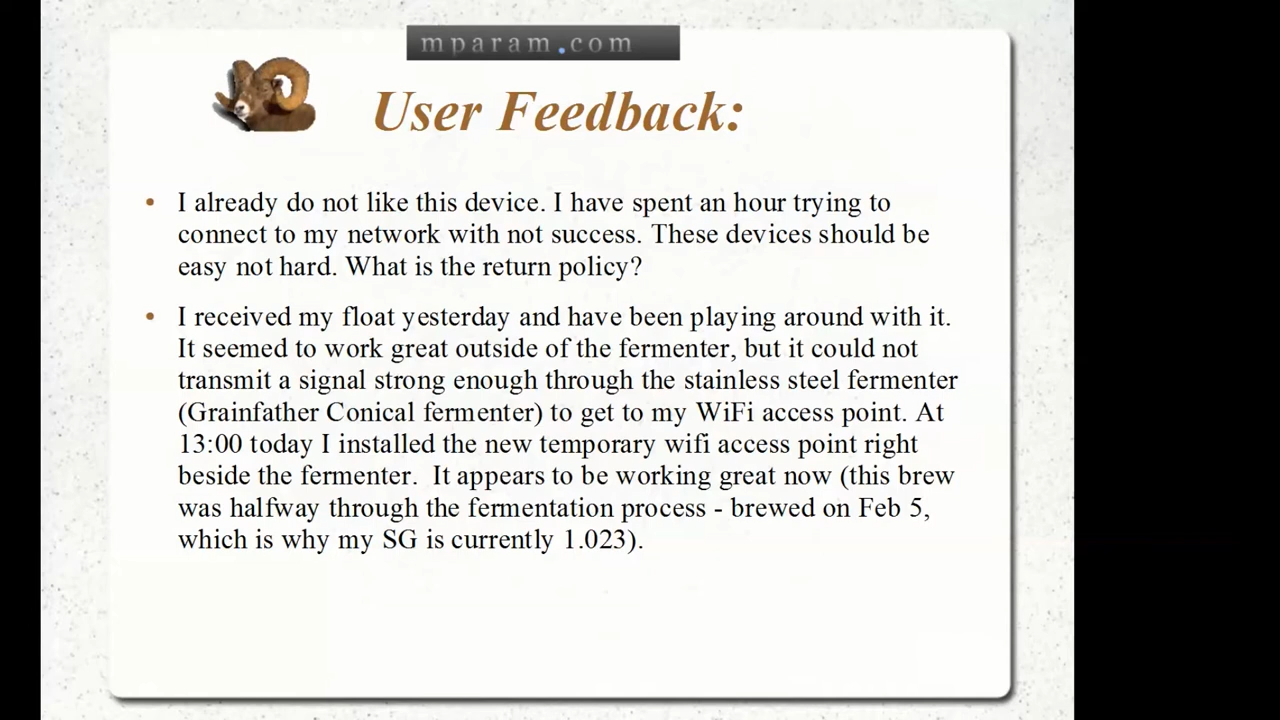 mparam.com
User Feedback:
• I already do not like this device. I have spent an hour trying to
connect to my network with not success. These devices should be
easy not hard. What is the return policy?
• I received my float yesterday and have been playing around with it.
It seemed to work great outside of the fermenter, but it could not
transmit a signal strong enough through the stainless steel fermenter
(Grainfather Conical fermenter) to get to my WiFi access point. At
13:00 today I installed the new temporary wifi access point right
beside the fermenter.  It appears to be working great now (this brew
was halfway through the fermentation process - brewed on Feb 5,
which is why my SG is currently 1.023).